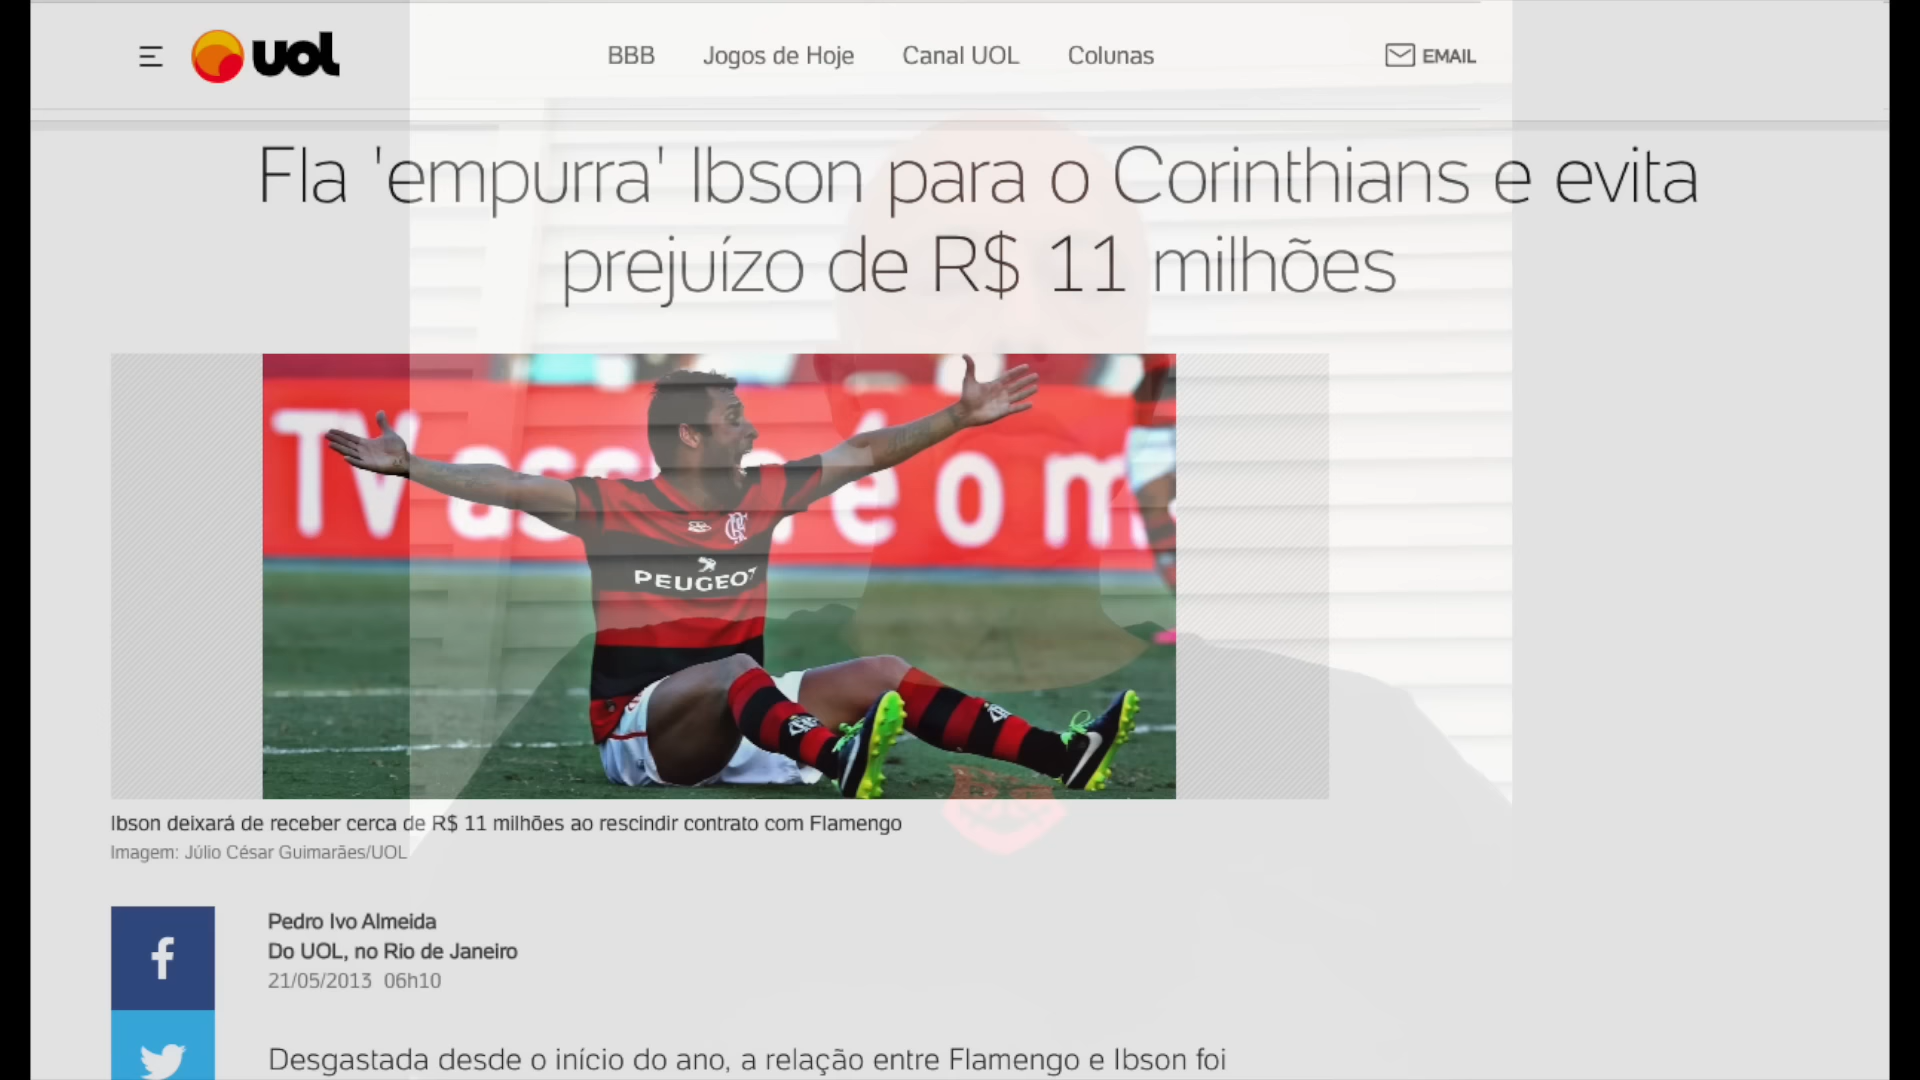 uol
BBB
Jogos de Hoje
Canal UOL
Colunas
EMAIL
Fla 'empurra' Ibson para o Corinthians e evita
prejuízo de R$ 11 milhões
TV é o
PEUGEOT
Ibson deixará de receber cerca de R$ 11 milhões ao rescindir contrato com Flamengo
Imagem: Júlio César Guimarães/UOL
Pedro Ivo Almeida
Do UOL, no Rio de Janeiro
21/05/2013 06h10
Desgastada desde o início do ano, a relação entre Flamengo e Ibson foi